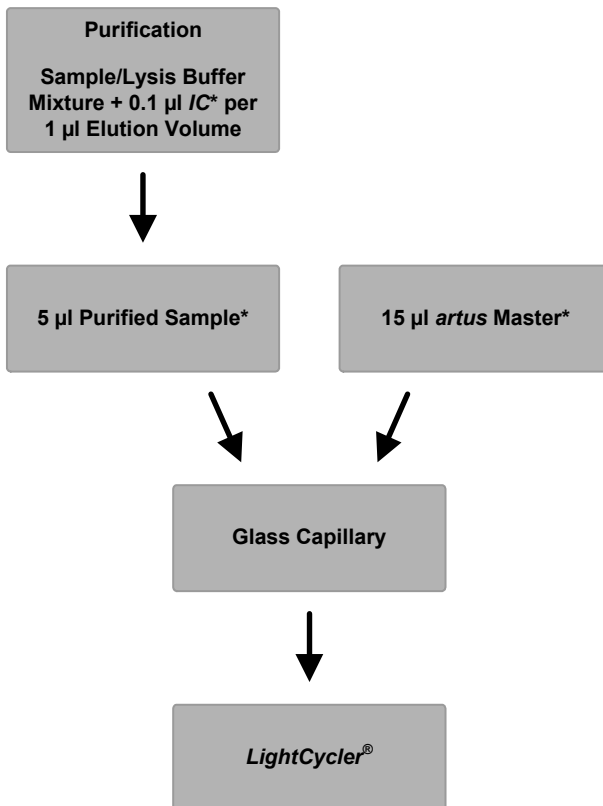 Purification
Sample/Lysis Buffer
Mixture + 0.1 µl IC* per
1 µl Elution Volume
5 µl Purified Sample*
15 µl artus Master*
Glass Capillary
LightCycler®